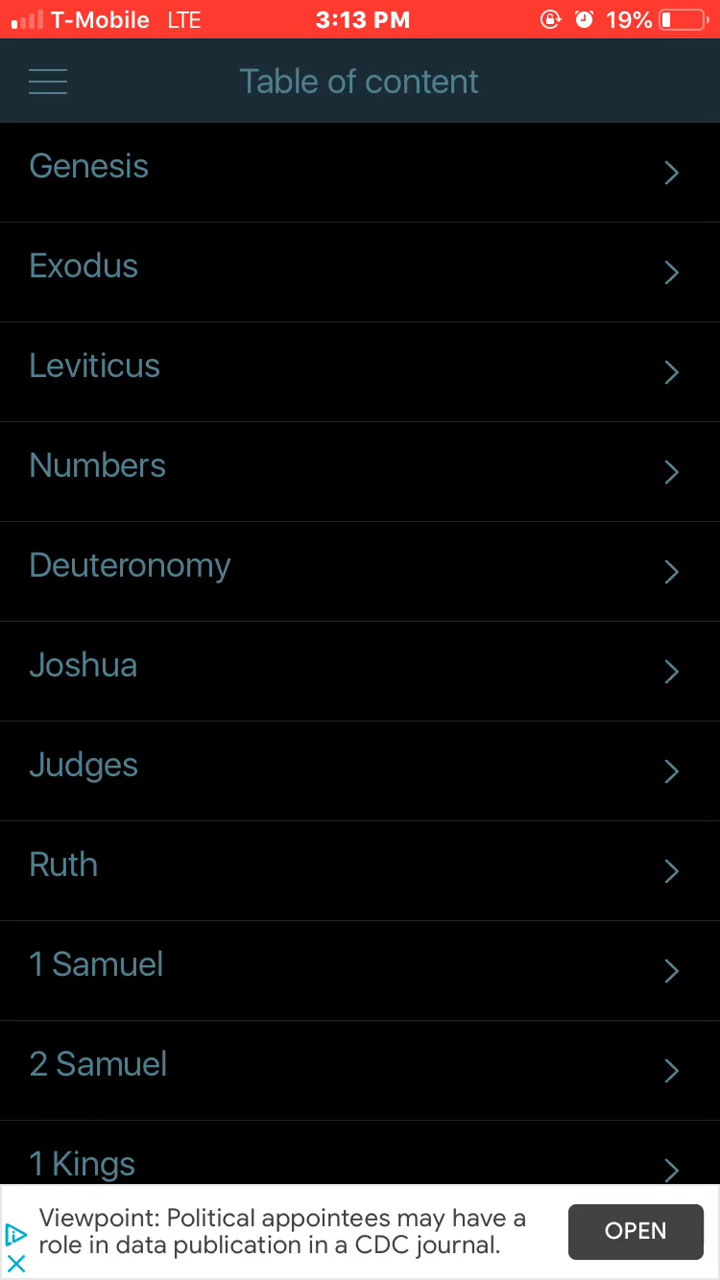 T-Mobile LTE 3:13 PM 19%
Table of content
Genesis
Exodus
Leviticus
Numbers
Deuteronomy
Joshua
Judges
Ruth
1 Samuel
2 Samuel
1 Kings
Viewpoint: Political appointees may have a
role in data publication in a CDC journal.
OPEN